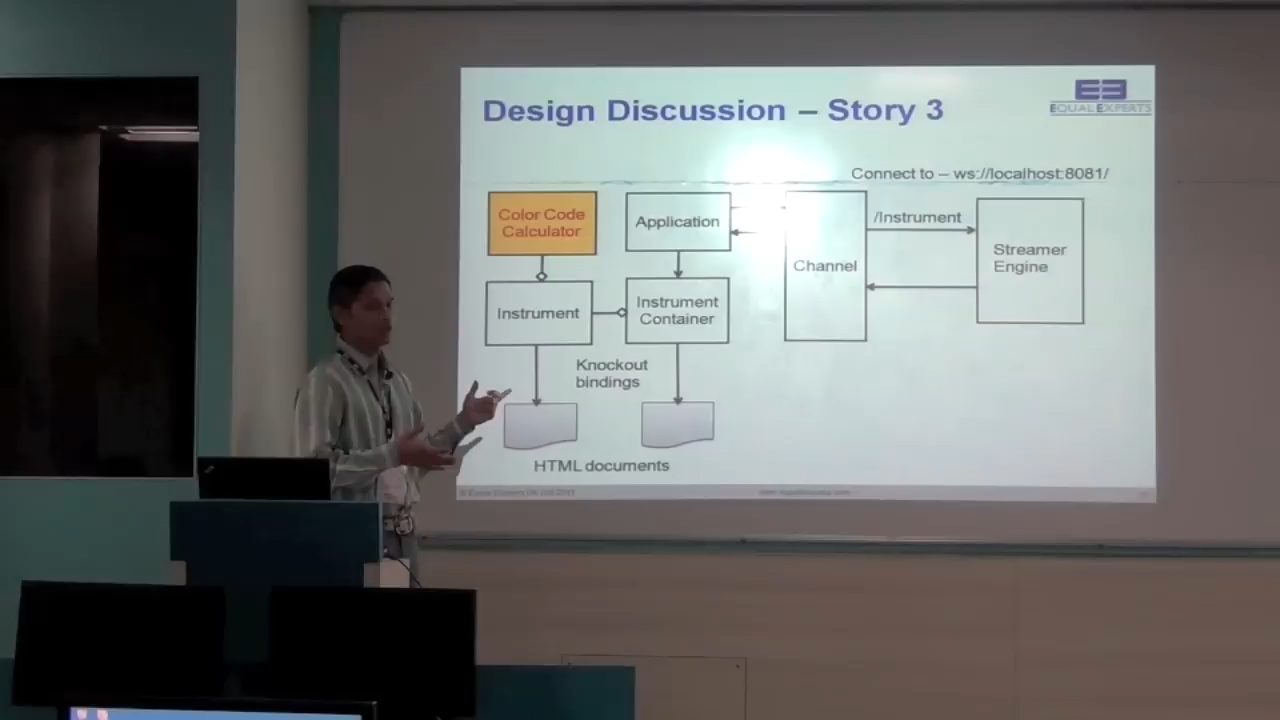 Design Discussion – Story 3
EQUAL EXPERTS
Connect to – ws://localhost:8081/
Color Code
Calculator
Application
/Instrument
Channel
Streamer
Engine
Instrument
Instrument
Container
Knockout
bindings
HTML documents